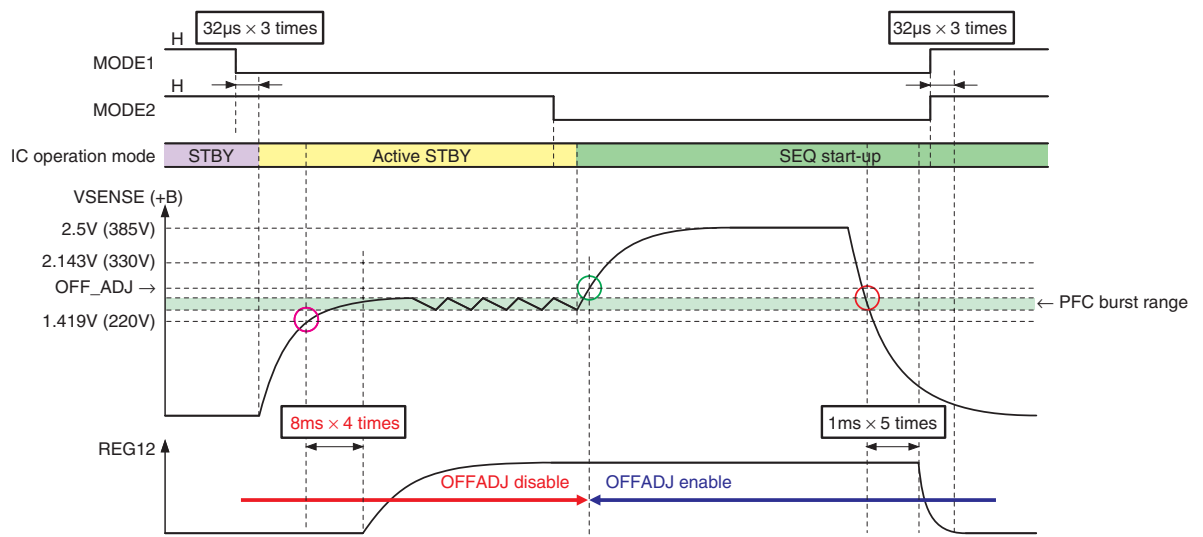 32µs × 3 times
32µs × 3 times
H
MODE1
H
MODE2
IC operation mode
STBY
Active STBY
SEQ start-up
VSENSE (+B)
2.5V (385V)
2.143V (330V)
OFF_ADJ →
← PFC burst range
1.419V (220V)
8ms × 4 times
1ms × 5 times
REG12
OFFADJ disable
OFFADJ enable